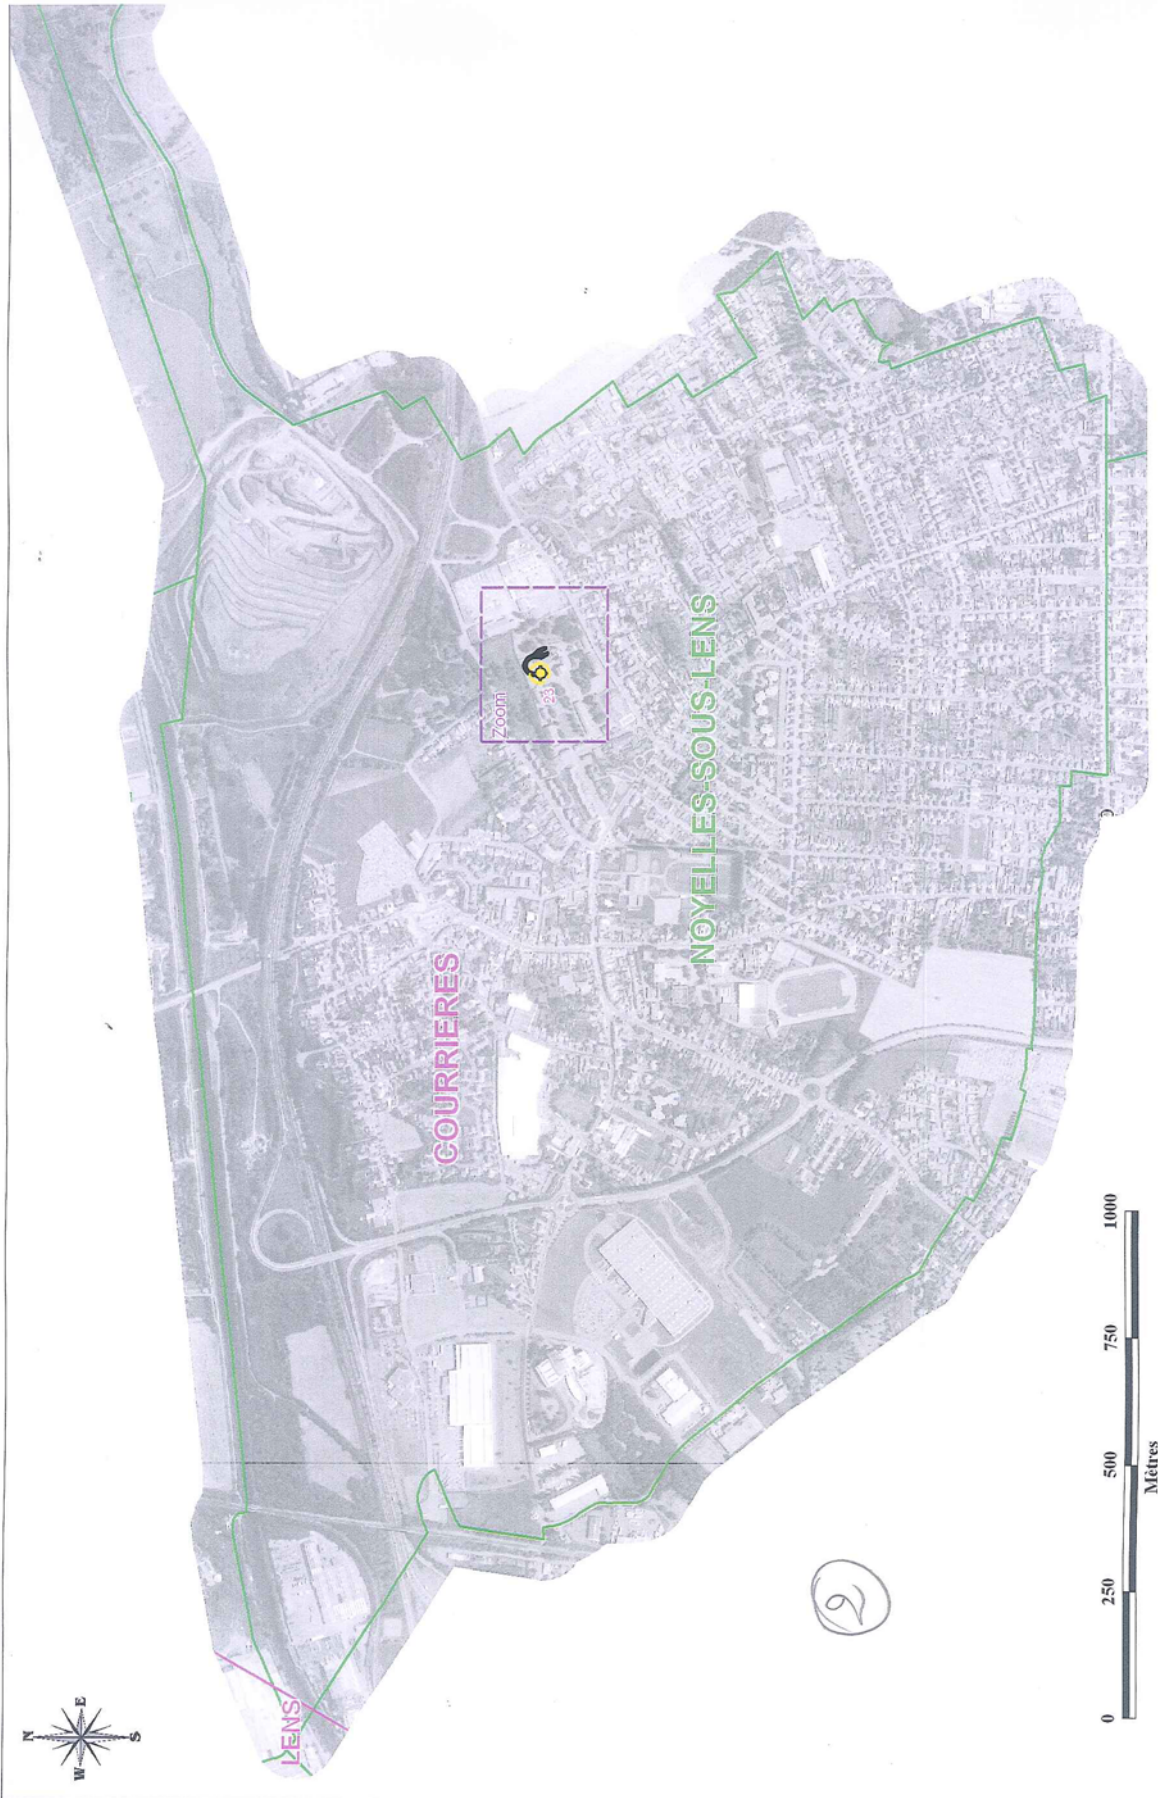 N
W E
S
LENS
COURRIERES
Zoom
23
NOYELLES-SOUS-LENS
2
0 250 500 750 1000
Mètres